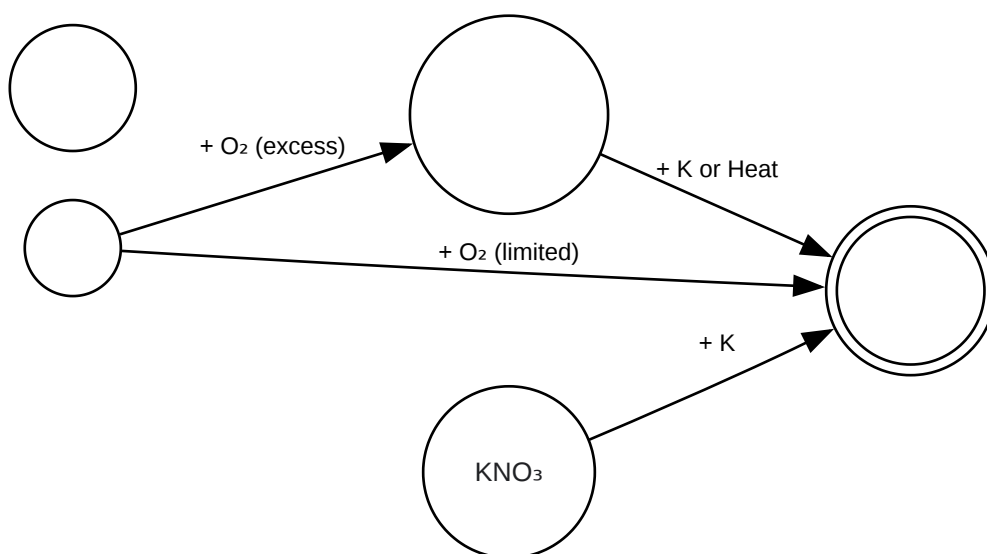 + O₂ (excess)
+ K or Heat
+ O₂ (limited)
+ K
KNO₃